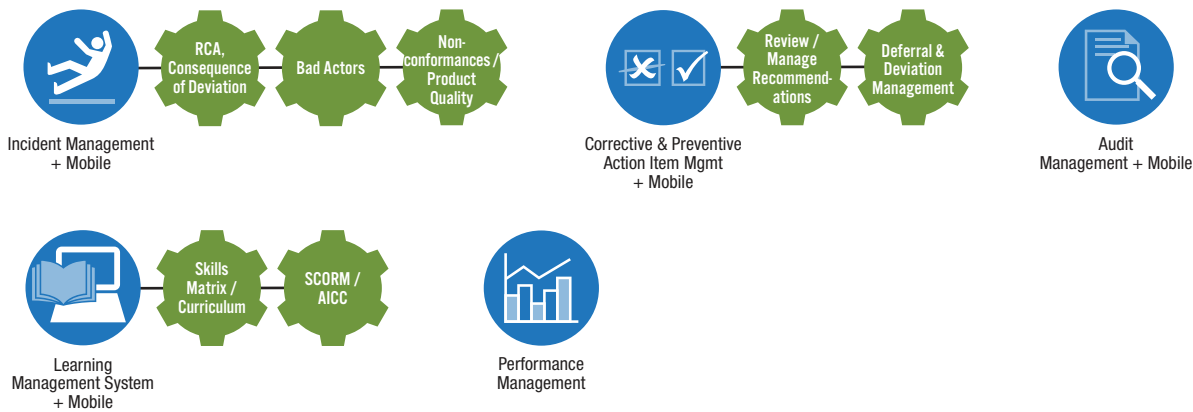 RCA,
Consequence
of Deviation
Bad Actors
Non-
conformances /
Product
Quality
Incident Management
+ Mobile
Review /
Manage
Recommend-
ations
Deferral &
Deviation
Management
Corrective & Preventive
Action Item Mgmt
+ Mobile
Audit
Management + Mobile
Skills
Matrix /
Curriculum
SCORM /
AICC
Learning
Management System
+ Mobile
Performance
Management